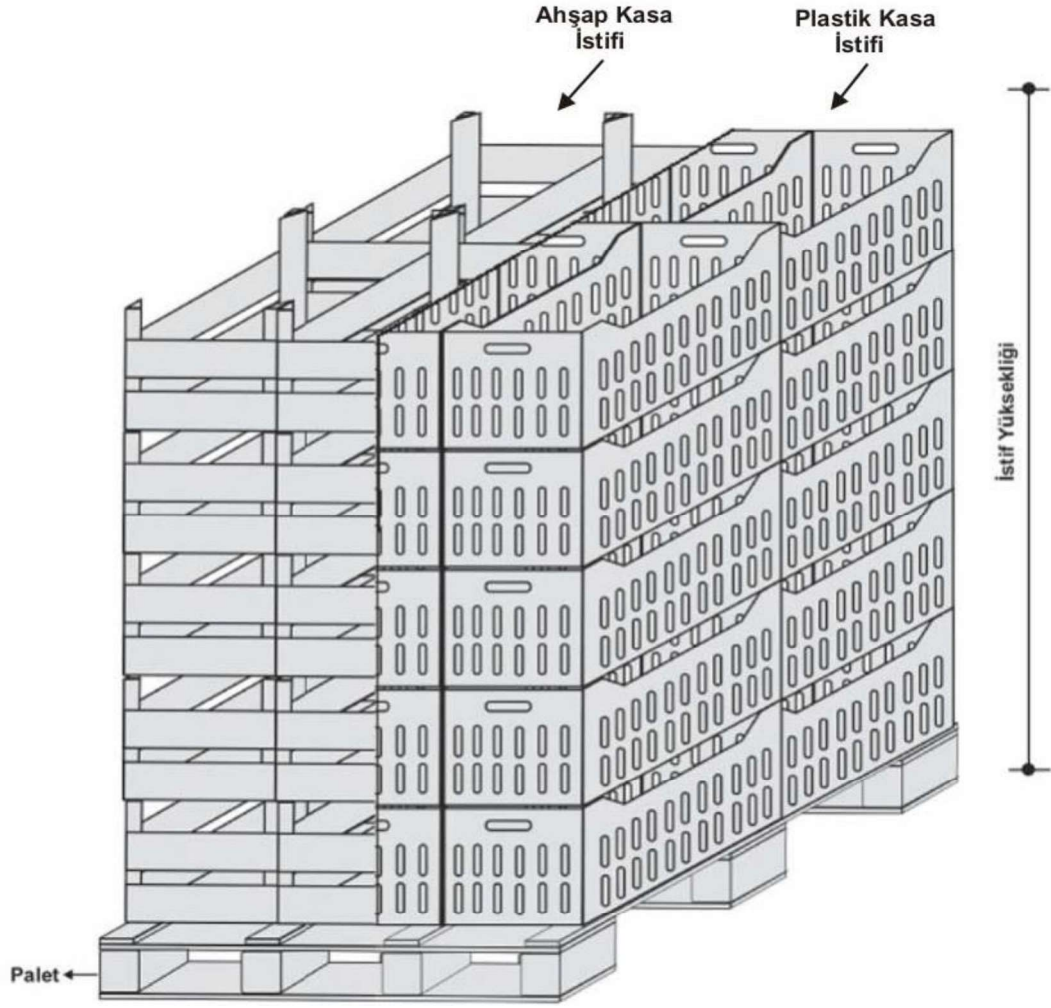 Ahşap Kasa
İstifi
Plastik Kasa
İstifi
İstif Yüksekliği
Palet